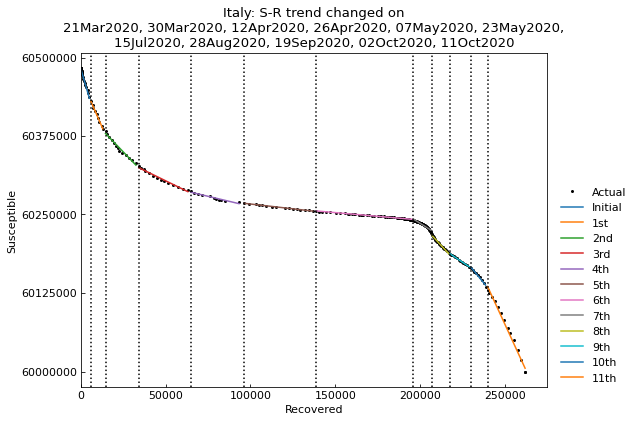 Italy: S-R trend changed on
21Mar2020, 30Mar2020, 12Apr2020, 26Apr2020, 07May2020, 23May2020,
15Jul2020, 28Aug2020, 19Sep2020, 02Oct2020, 11Oct2020
60500000
60375000
60250000
60125000
60000000
Susceptible
0
50000
100000
150000
200000
250000
Recovered
Actual
Initial
1st
2nd
3rd
4th
5th
6th
7th
8th
9th
10th
11th